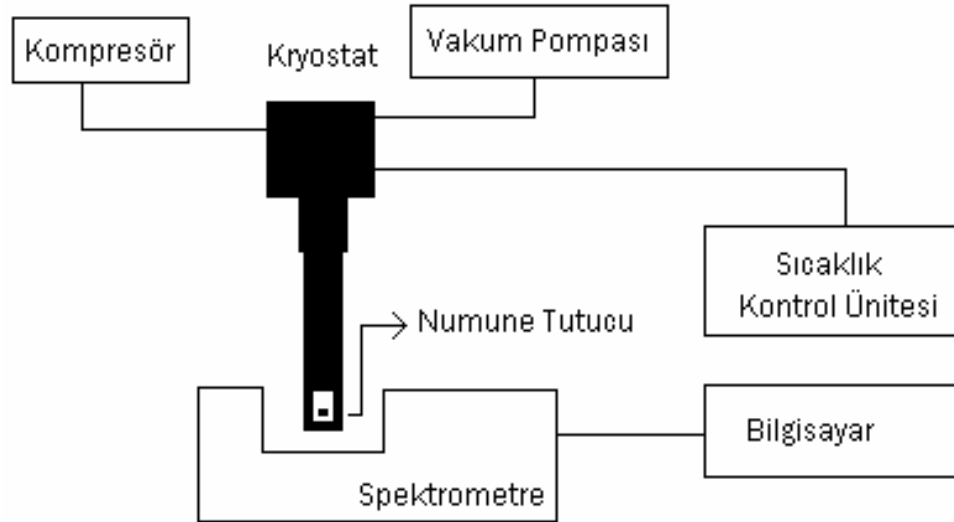 Kompresör
Kryostat
Vakum Pompası
Sıcaklık
Kontrol Ünitesi
Numune Tutucu
Bilgisayar
Spektrometre